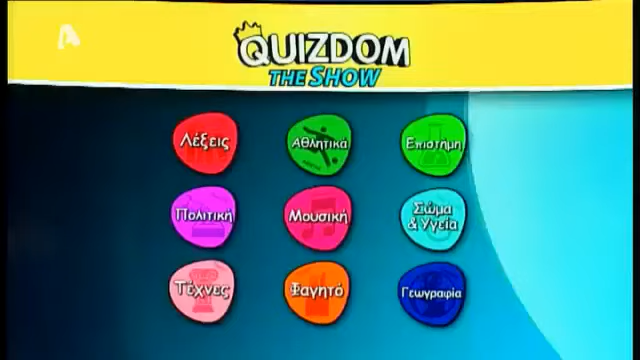 QUIZDOM
THE SHOW
Λέξεις
Αθλητικά
Επιστήμη
Πολιτική
Μουσική
Σώμα
& Υγεία
Τέχνες
Φαγητό
Γεωγραφία